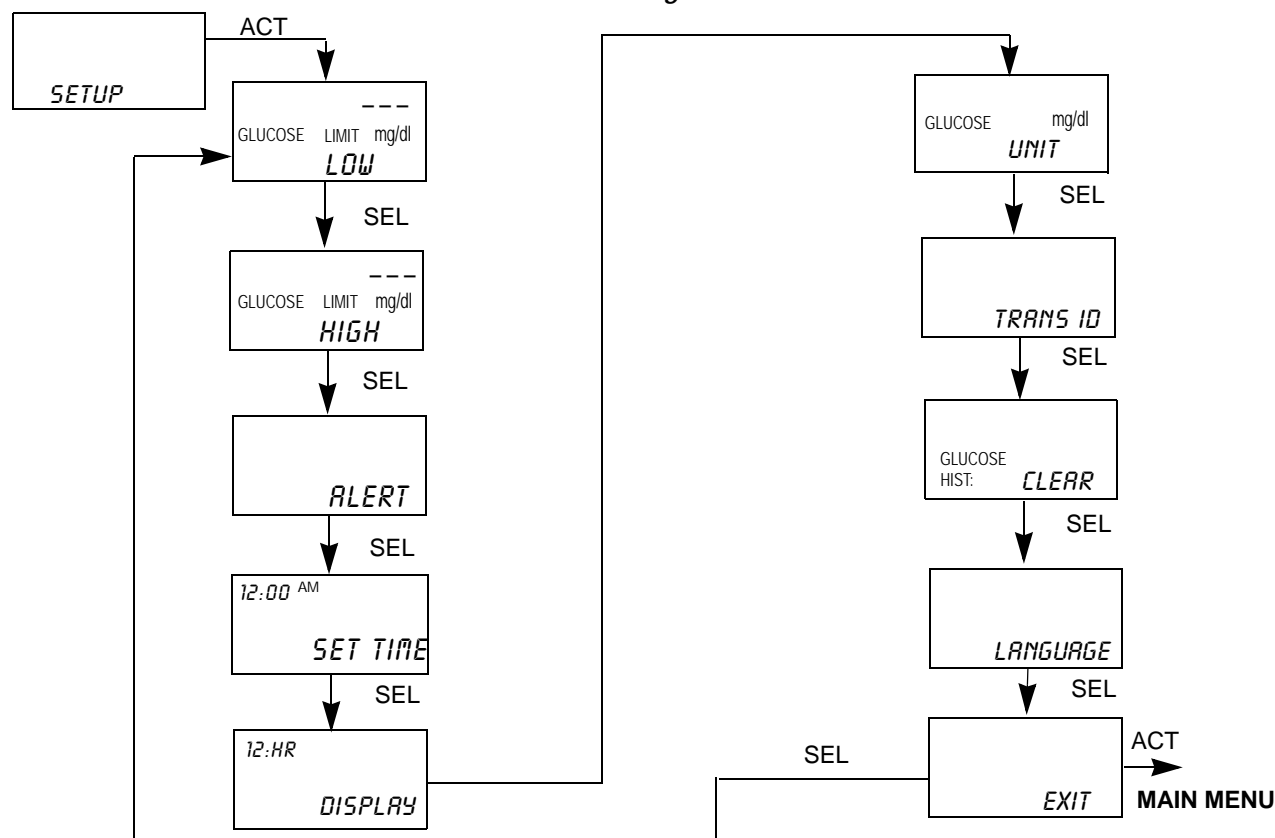 ACT
SETUP
---
GLUCOSE LIMIT mg/dl
LOW
SEL
---
GLUCOSE LIMIT mg/dl
HIGH
SEL
ALERT
SEL
12:00 AM
SET TIME
SEL
12:HR
DISPLAY
GLUCOSE mg/dl
UNIT
SEL
TRANS ID
SEL
GLUCOSE
HIST: CLEAR
SEL
LANGUAGE
SEL
EXIT
SEL
ACT
MAIN MENU